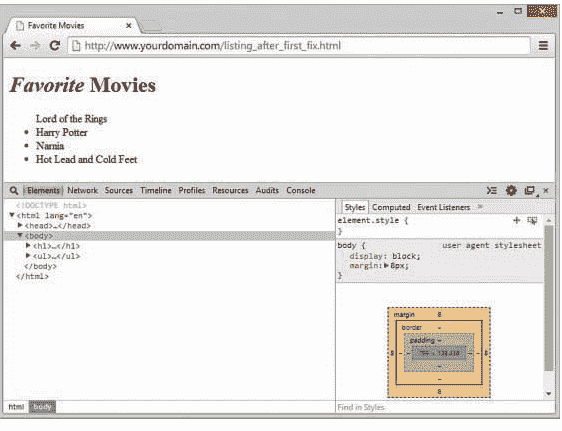 Favorite Movies
http://www.yourdomain.com/listing_after_first_fix.html
Favorite Movies
Lord of the Rings
Harry Potter
Narnia
Hot Lead and Cold Feet
Elements Network Sources Timeline Profiles Resources Audits Console
<!DOCTYPE html>
<html lang="en">
<head>…</head>
<body>
<h1>…</h1>
<ul>…</ul>
</body>
</html>
html body
Styles Computed Event Listeners »
element.style {
}
body { user agent stylesheet
display: block;
margin: 8px;
}
margin 8
border -
padding -
8 - - - - 8
-
-
8
Find in Styles